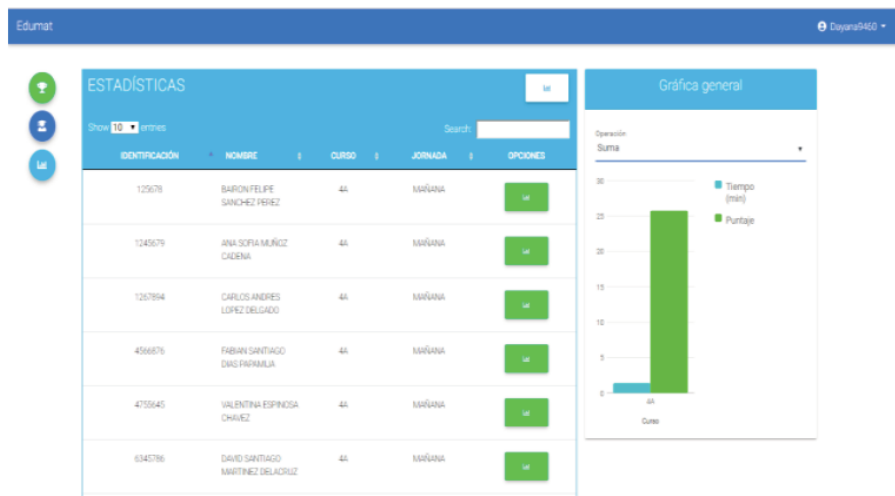 Edumat
Dayana9460
ESTADÍSTICAS
Show 10 entries
Search:
IDENTIFICACIÓN NOMBRE CURSO JORNADA OPCIONES
125678 BAIRON FELIPE SANCHEZ PEREZ 4A MAÑANA
1245679 ANA SOFIA MUÑOZ CADENA 4A MAÑANA
1267894 CARLOS ANDRES LOPEZ DELGADO 4A MAÑANA
4566876 FABIAN SANTIAGO DIAS PAPAMIJA 4A MAÑANA
4755645 VALENTINA ESPINOSA CHAVEZ 4A MAÑANA
6345786 DAVID SANTIAGO MARTINEZ DELACRUZ 4A MAÑANA
Gráfica general
Operación
Suma
30
25
20
15
10
5
0
4A
Curso
Tiempo
(min)
Puntaje